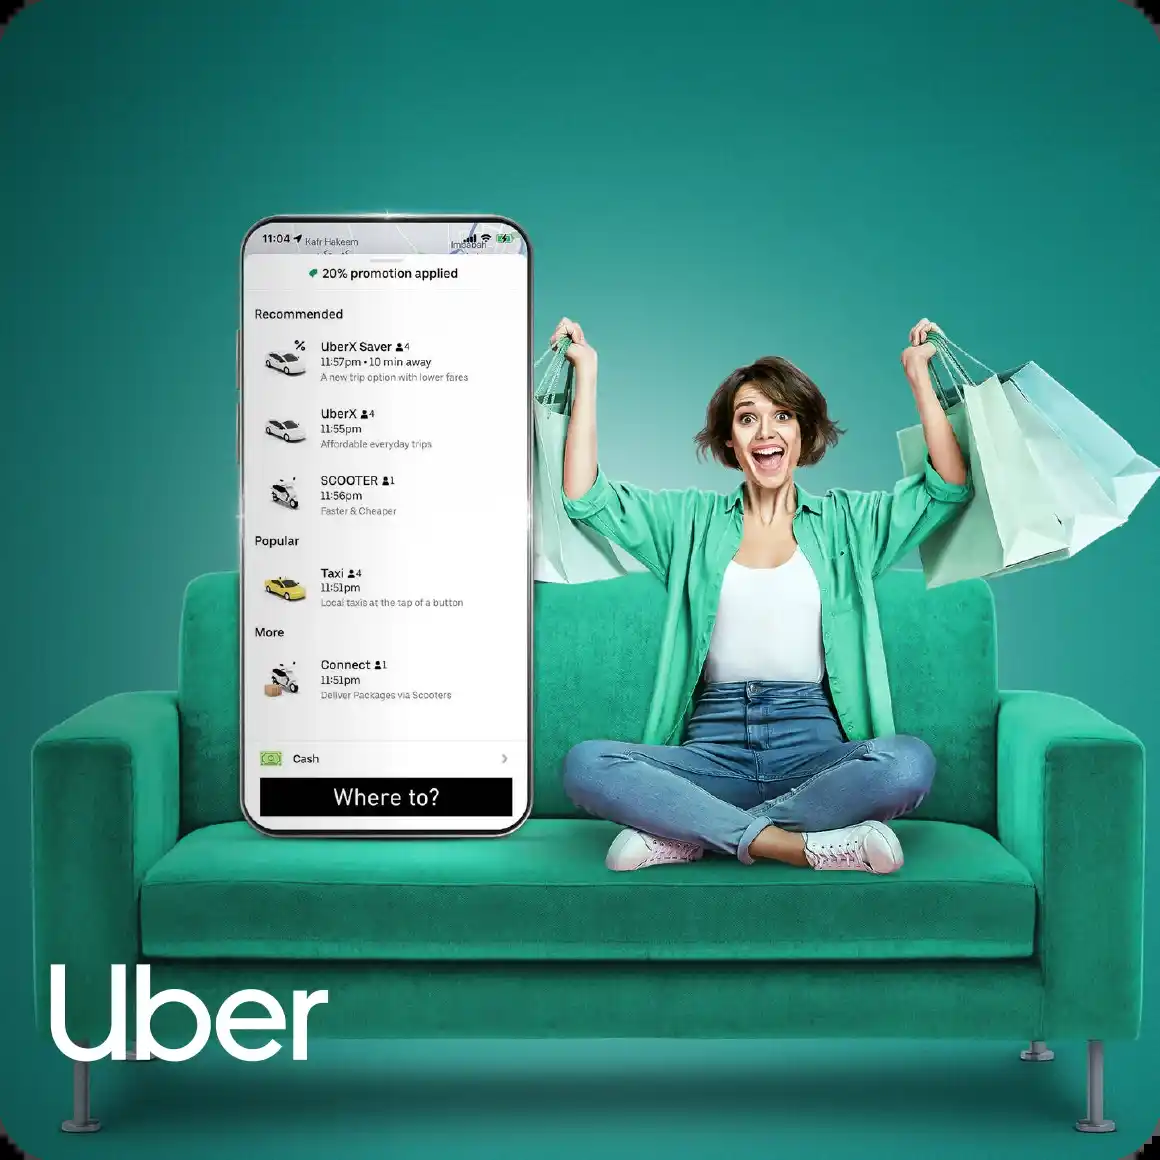 11:04
Kafr Hakeem
Imbabah
20% promotion applied
Recommended
UberX Saver 4
11:57pm • 10 min away
A new trip option with lower fares
UberX 4
11:55pm
Affordable everyday trips
SCOOTER 1
11:56pm
Faster & Cheaper
Popular
Taxi 4
11:51pm
Local taxis at the tap of a button
More
Connect 1
11:51pm
Deliver Packages via Scooters
Cash
Where to?
Uber